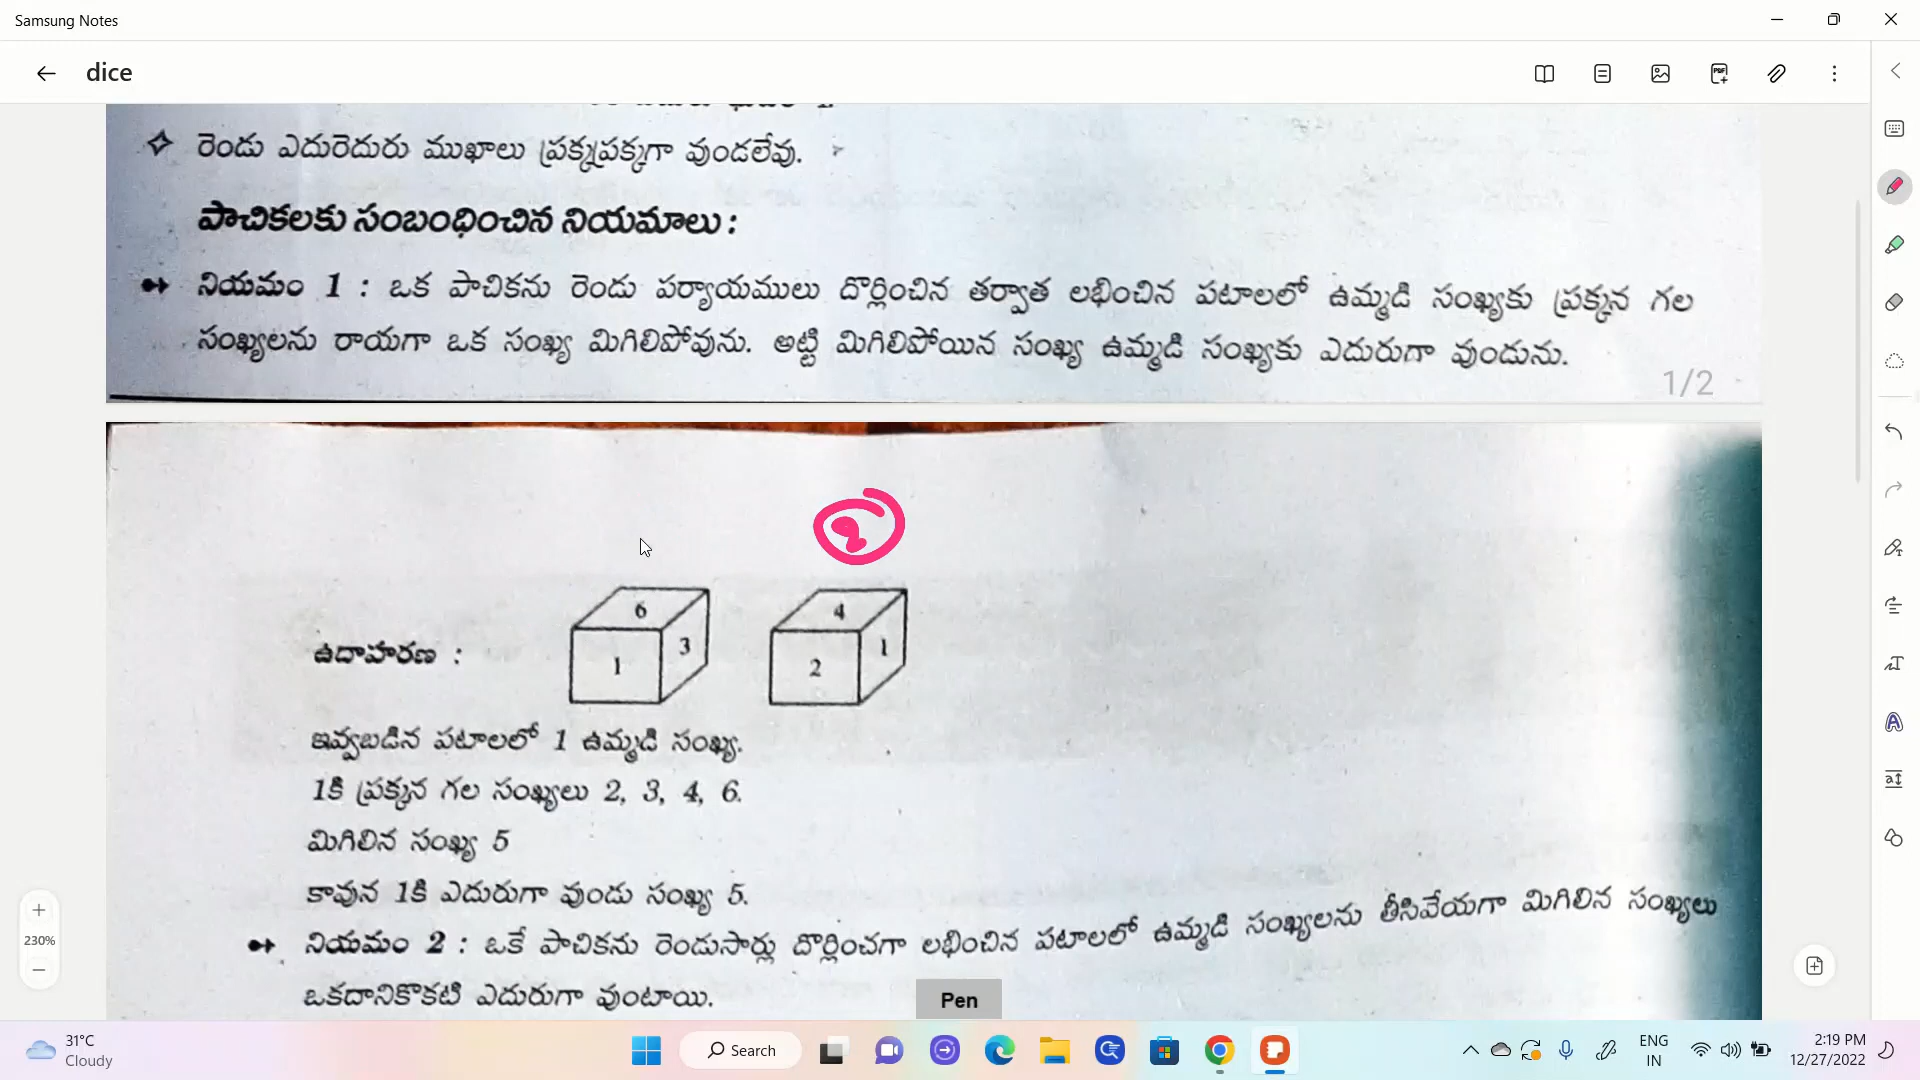 Samsung Notes
dice
రెండు ఎదురెదురు ముఖాలు ప్రక్కప్రక్కగా వుండలేవు.
పాచికలకు సంబంధించిన నియమాలు :
నియమం 1 : ఒక పాచికను రెండు పర్యాయములు దొర్లించిన తర్వాత లభించిన పటాలలో ఉమ్మడి సంఖ్యకు ప్రక్కన గల
సంఖ్యలను రాయగా ఒక సంఖ్య మిగిలిపోవును. అట్టి మిగిలిపోయిన సంఖ్య ఉమ్మడి సంఖ్యకు ఎదురుగా వుండును.
1/2
2
6
3
1
4
1
2
ఉదాహరణ :
ఇవ్వబడిన పటాలలో 1 ఉమ్మడి సంఖ్య.
1కి ప్రక్కన గల సంఖ్యలు 2, 3, 4, 6.
మిగిలిన సంఖ్య 5
కావున 1కి ఎదురుగా వుండు సంఖ్య 5.
నియమం 2 : ఒకే పాచికను రెండుసార్లు దొర్లించగా లభించిన పటాలలో ఉమ్మడి సంఖ్యలను తీసివేయగా మిగిలిన సంఖ్యలు
ఒకదానికొకటి ఎదురుగా వుంటాయి.
230%
Pen
31°C
Cloudy
Search
ENG
IN
2:19 PM
12/27/2022